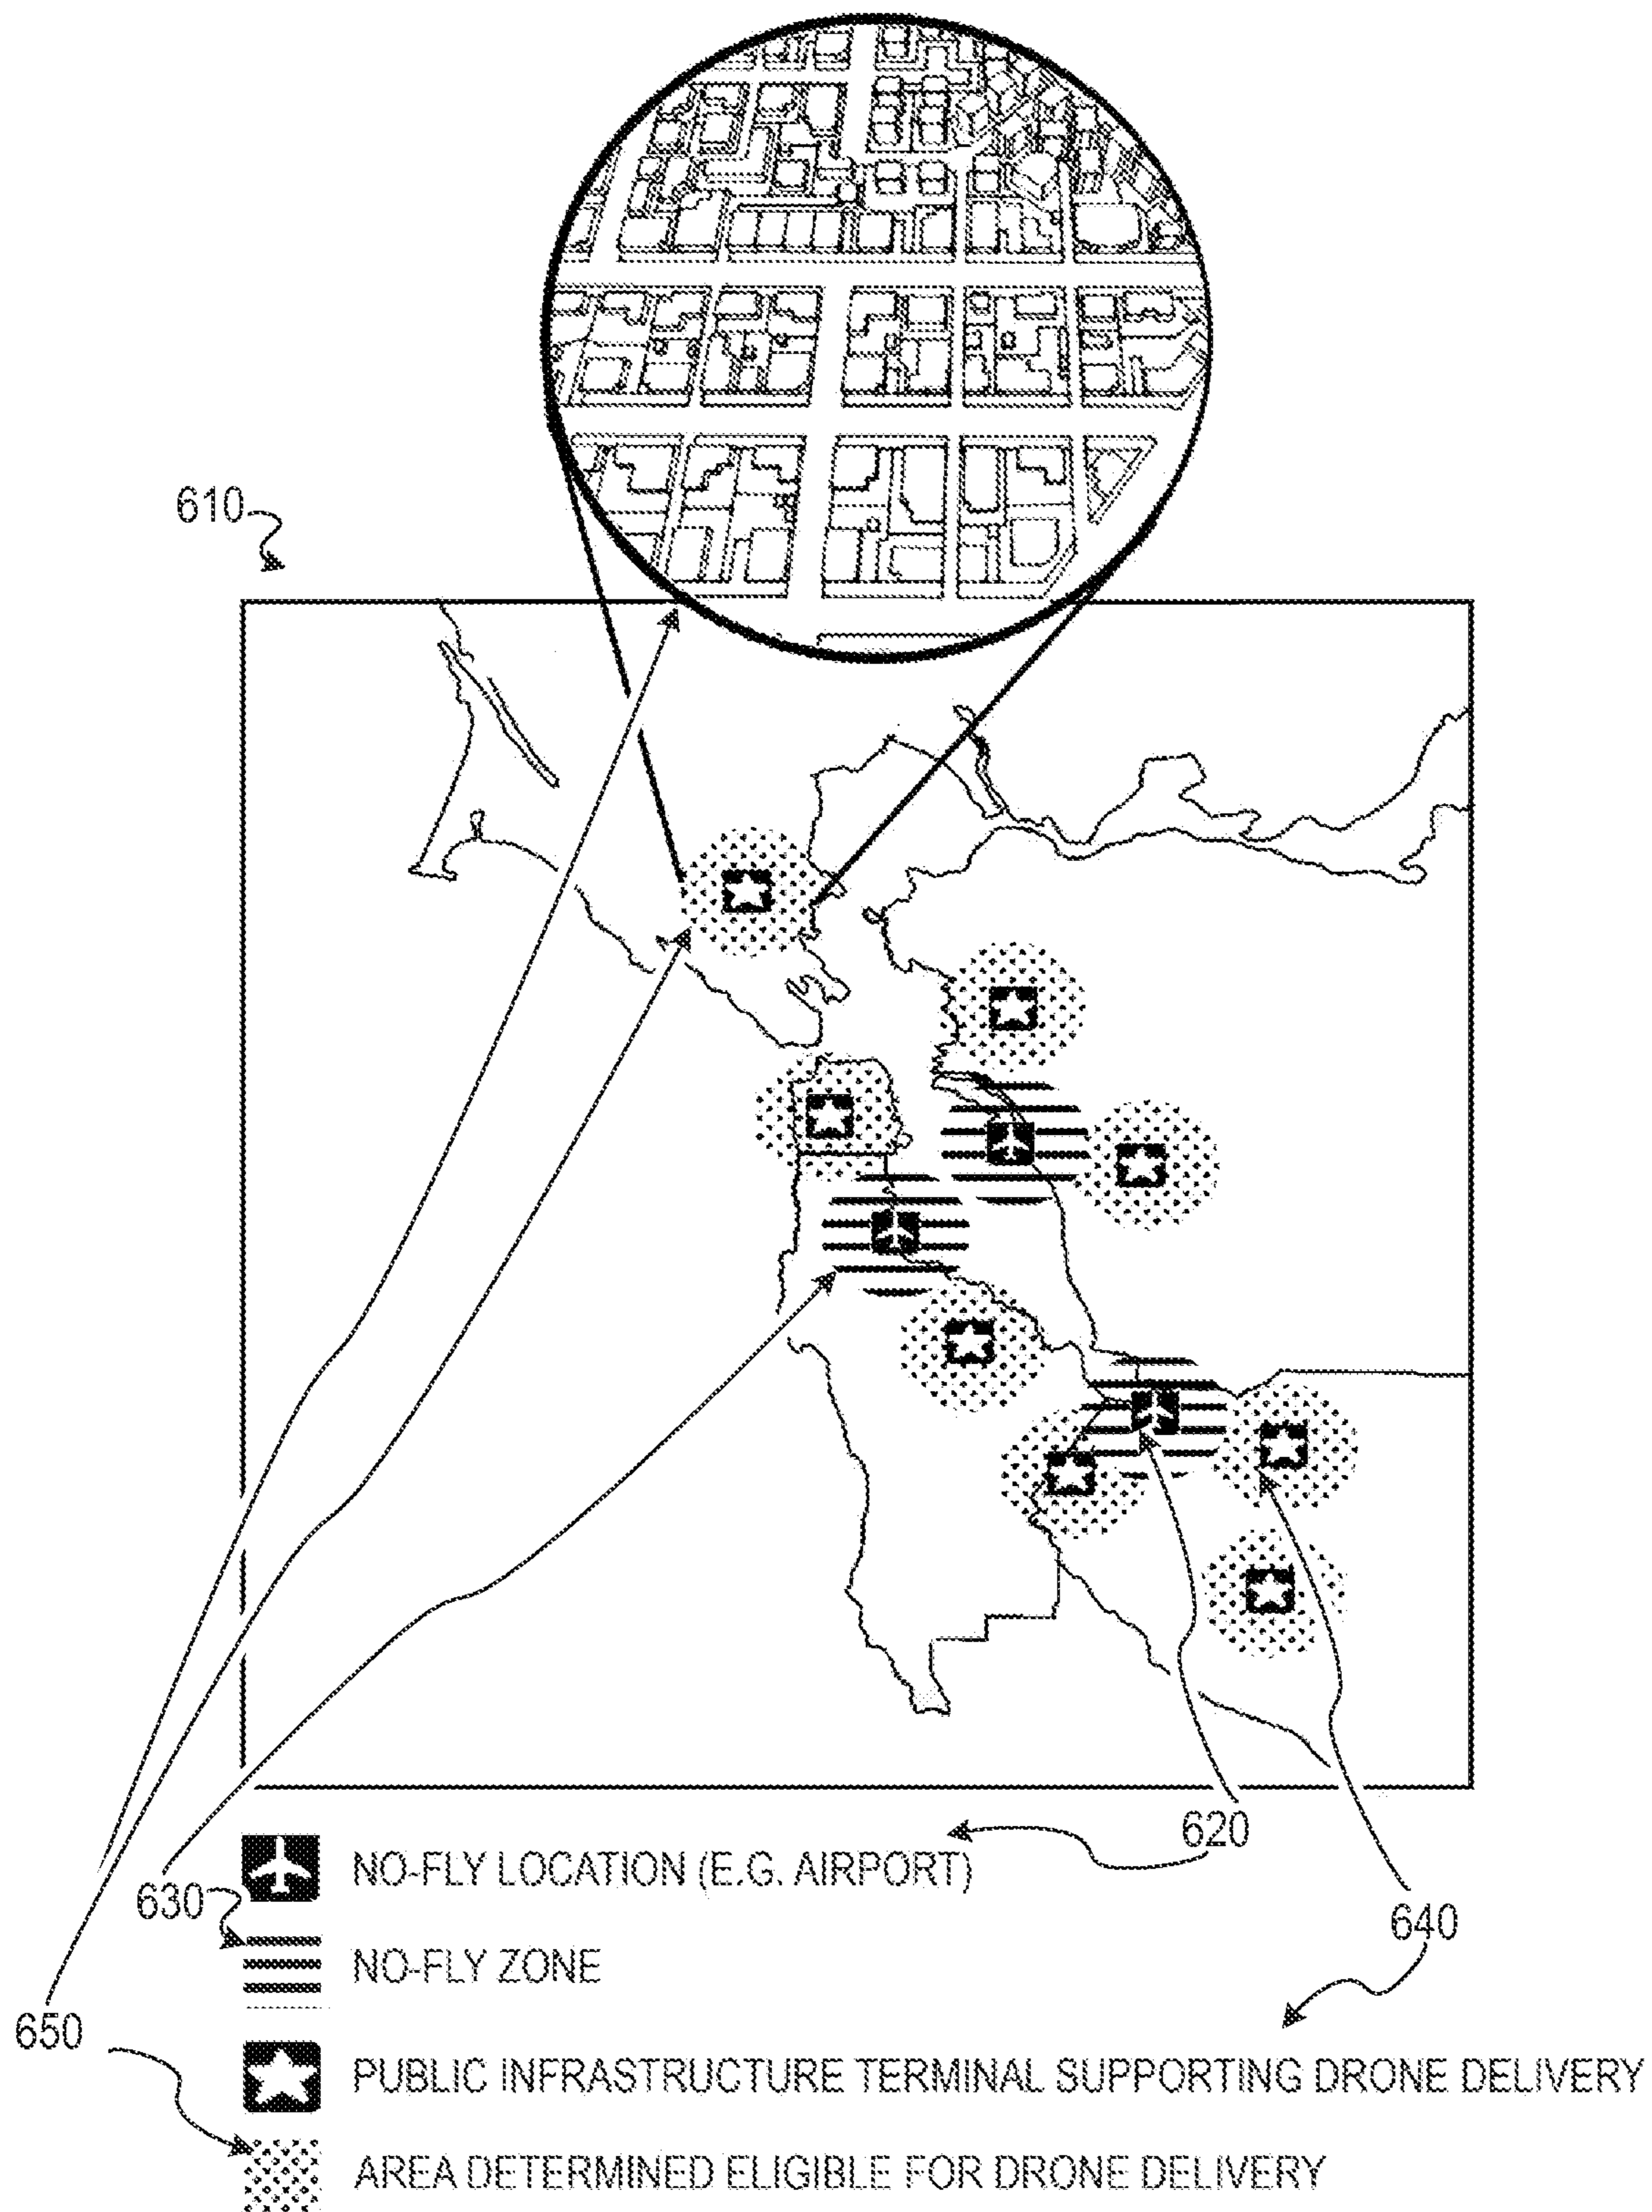 610
620
NO-FLY LOCATION (E.G. AIRPORT)
630
640
NO-FLY ZONE
650
PUBLIC INFRASTRUCTURE TERMINAL SUPPORTING DRONE DELIVERY
AREA DETERMINED ELIGIBLE FOR DRONE DELIVERY